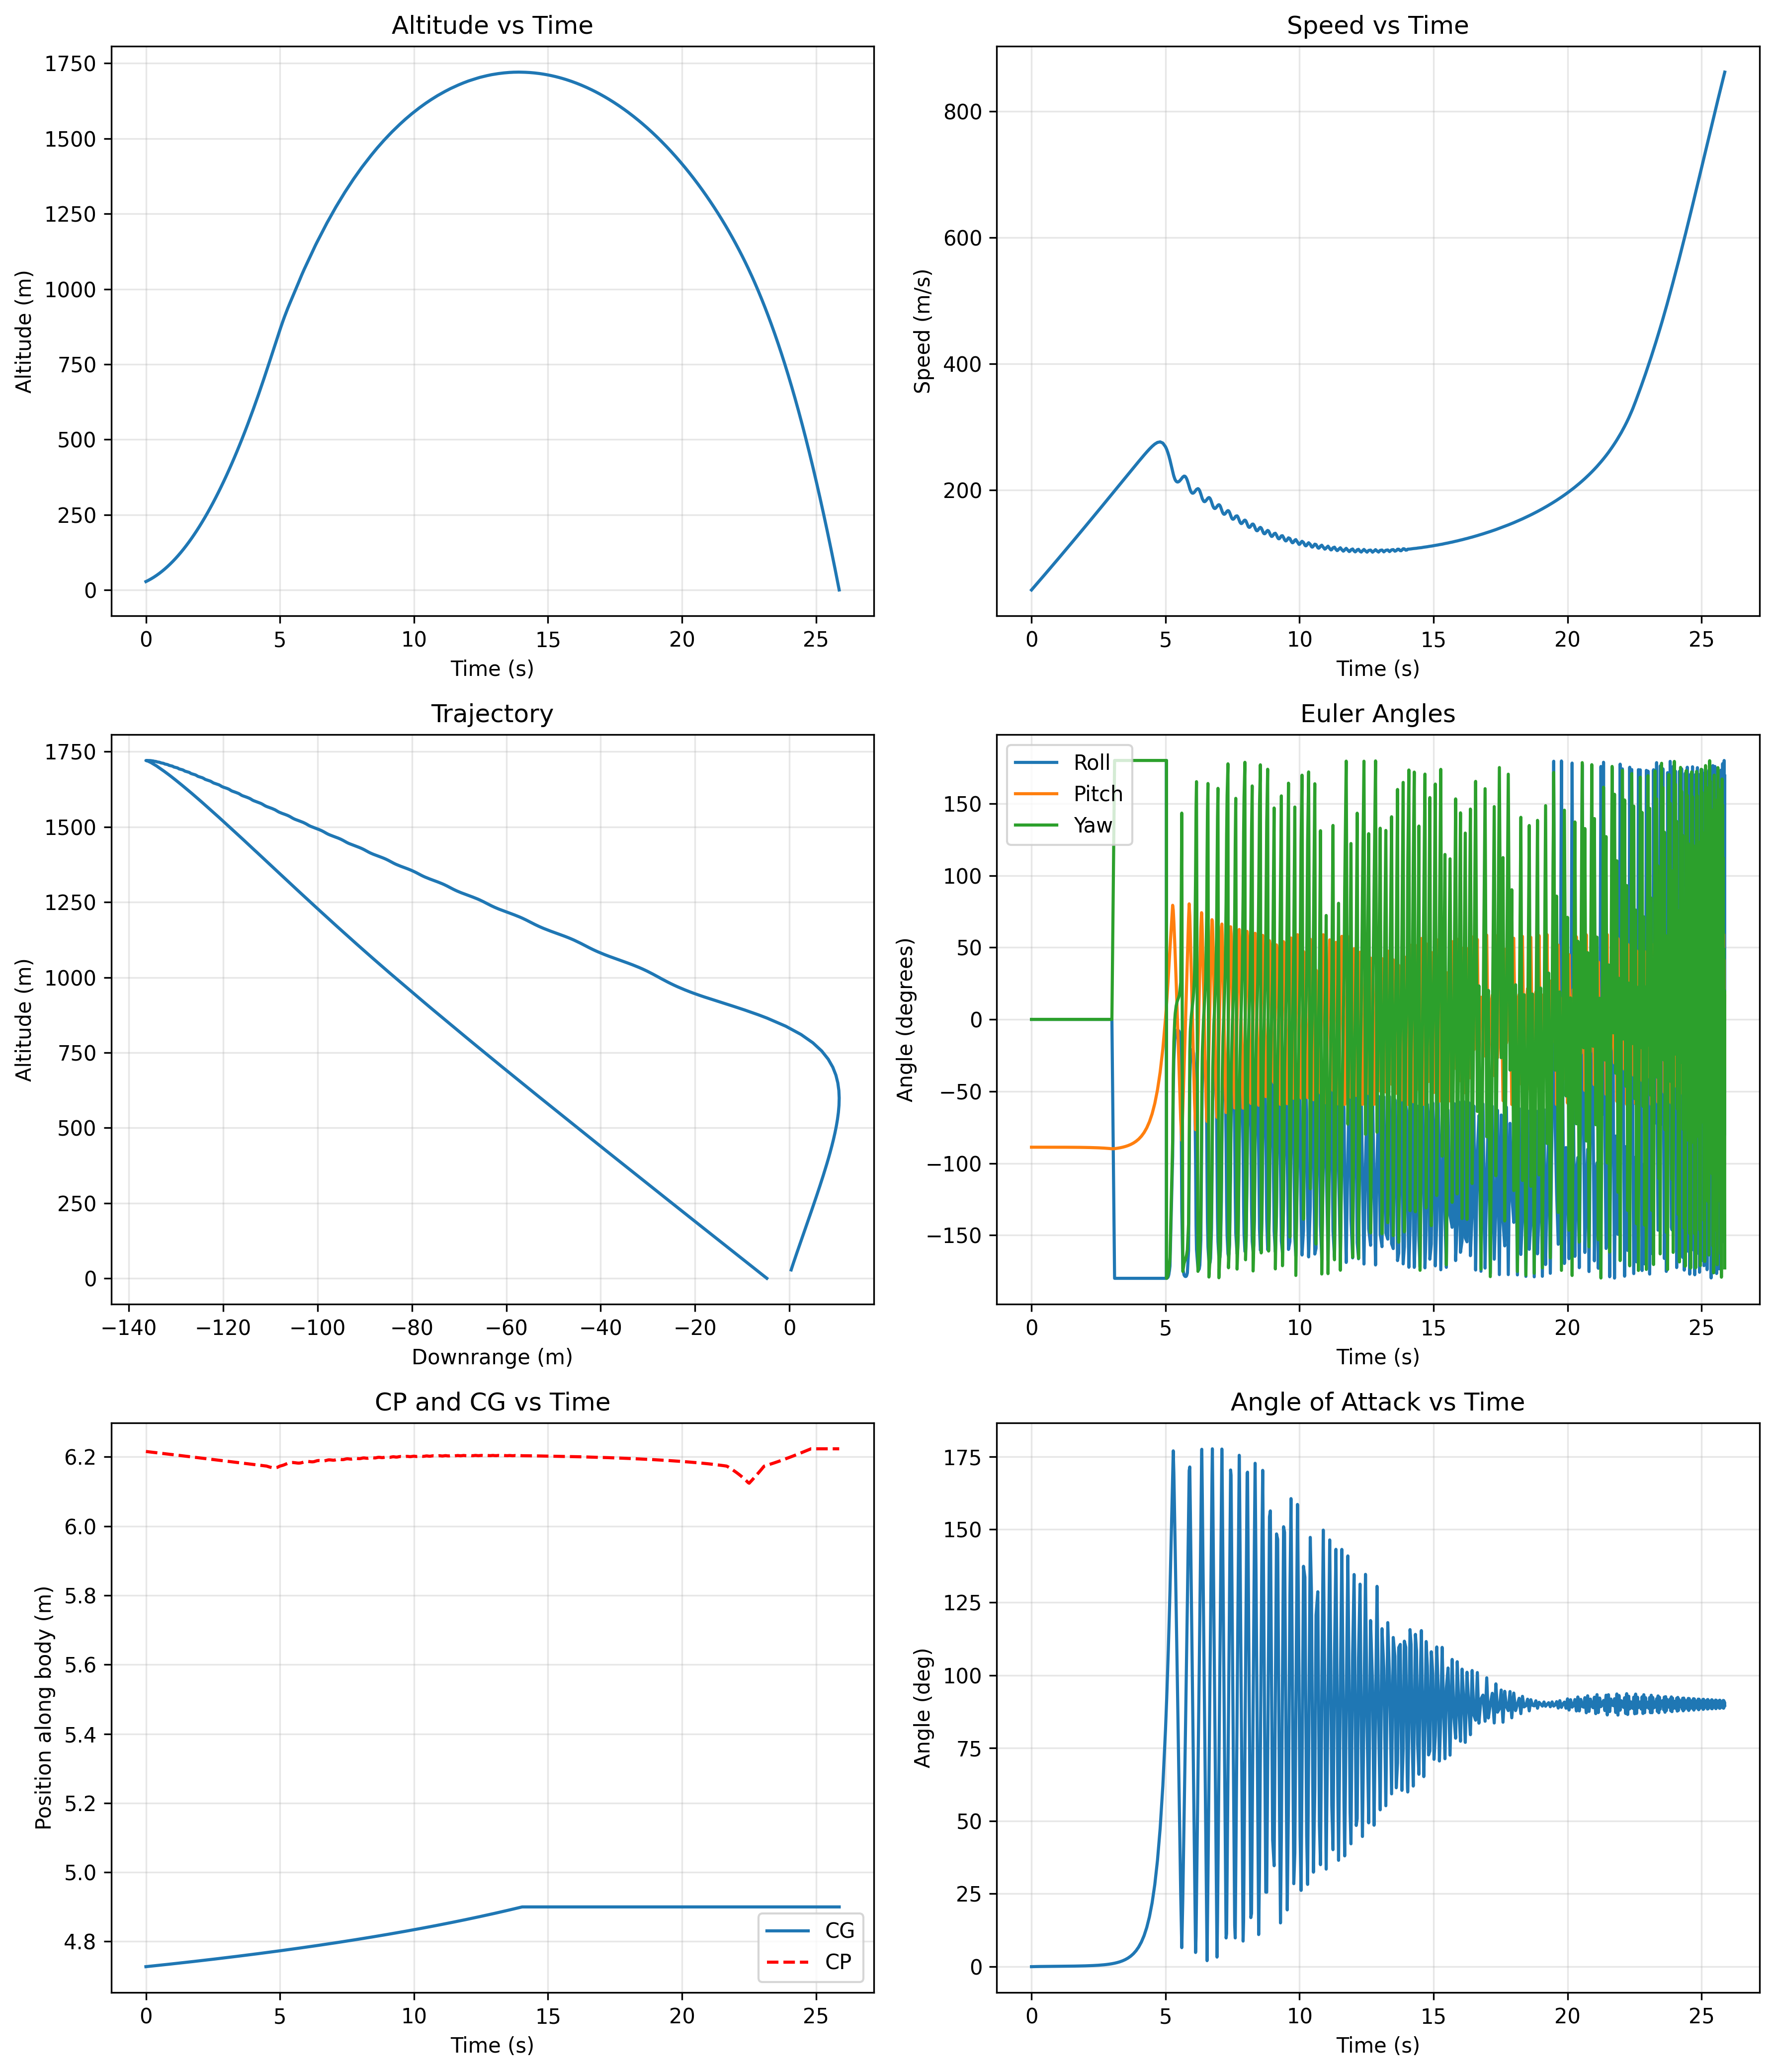 Altitude vs Time
1750
1500
1250
1000
750
500
250
0
Altitude (m)
0 5 10 15 20 25
Time (s)
Speed vs Time
800
600
400
200
Speed (m/s)
0 5 10 15 20 25
Time (s)
Trajectory
1750
1500
1250
1000
750
500
250
0
Altitude (m)
−140 −120 −100 −80 −60 −40 −20 0
Downrange (m)
Euler Angles
Roll
Pitch
Yaw
150
100
50
0
−50
−100
−150
Angle (degrees)
0 5 10 15 20 25
Time (s)
CP and CG vs Time
6.2
6.0
5.8
5.6
5.4
5.2
5.0
4.8
Position along body (m)
CG
CP
0 5 10 15 20 25
Time (s)
Angle of Attack vs Time
175
150
125
100
75
50
25
0
Angle (deg)
0 5 10 15 20 25
Time (s)